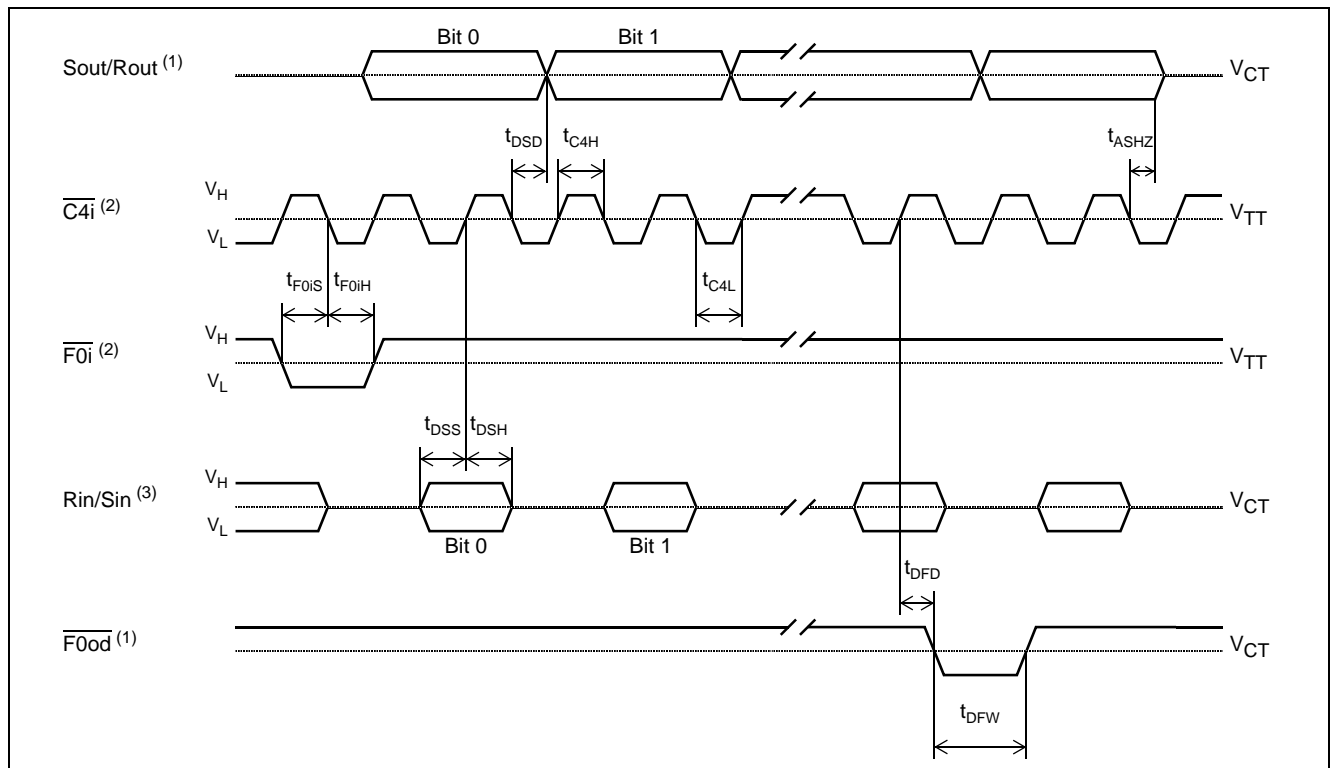 Bit 0 Bit 1
Sout/Rout (1) VCT
tDSD tC4H tASHZ
VH
C4i (2) VTT
VL
tF0iS tF0iH tC4L
VH
F0i (2) VTT
VL
tDSS tDSH
VH
Rin/Sin (3) VCT
VL
Bit 0 Bit 1
tDFD
F0od (1) VCT
tDFW